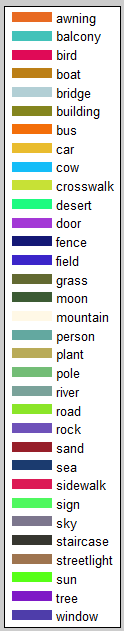 awning
balcony
bird
boat
bridge
building
bus
car
cow
crosswalk
desert
door
fence
field
grass
moon
mountain
person
plant
pole
river
road
rock
sand
sea
sidewalk
sign
sky
staircase
streetlight
sun
tree
window